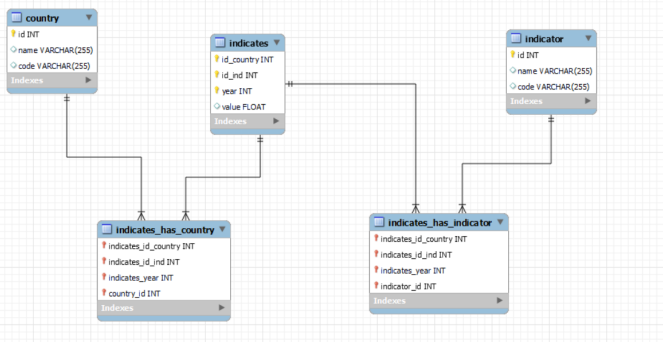 country
id INT
name VARCHAR(255)
code VARCHAR(255)
Indexes
indicates
id_country INT
id_ind INT
year INT
value FLOAT
Indexes
indicator
id INT
name VARCHAR(255)
code VARCHAR(255)
Indexes
indicates_has_country
indicates_id_country INT
indicates_id_ind INT
indicates_year INT
country_id INT
Indexes
indicates_has_indicator
indicates_id_country INT
indicates_id_ind INT
indicates_year INT
indicator_id INT
Indexes